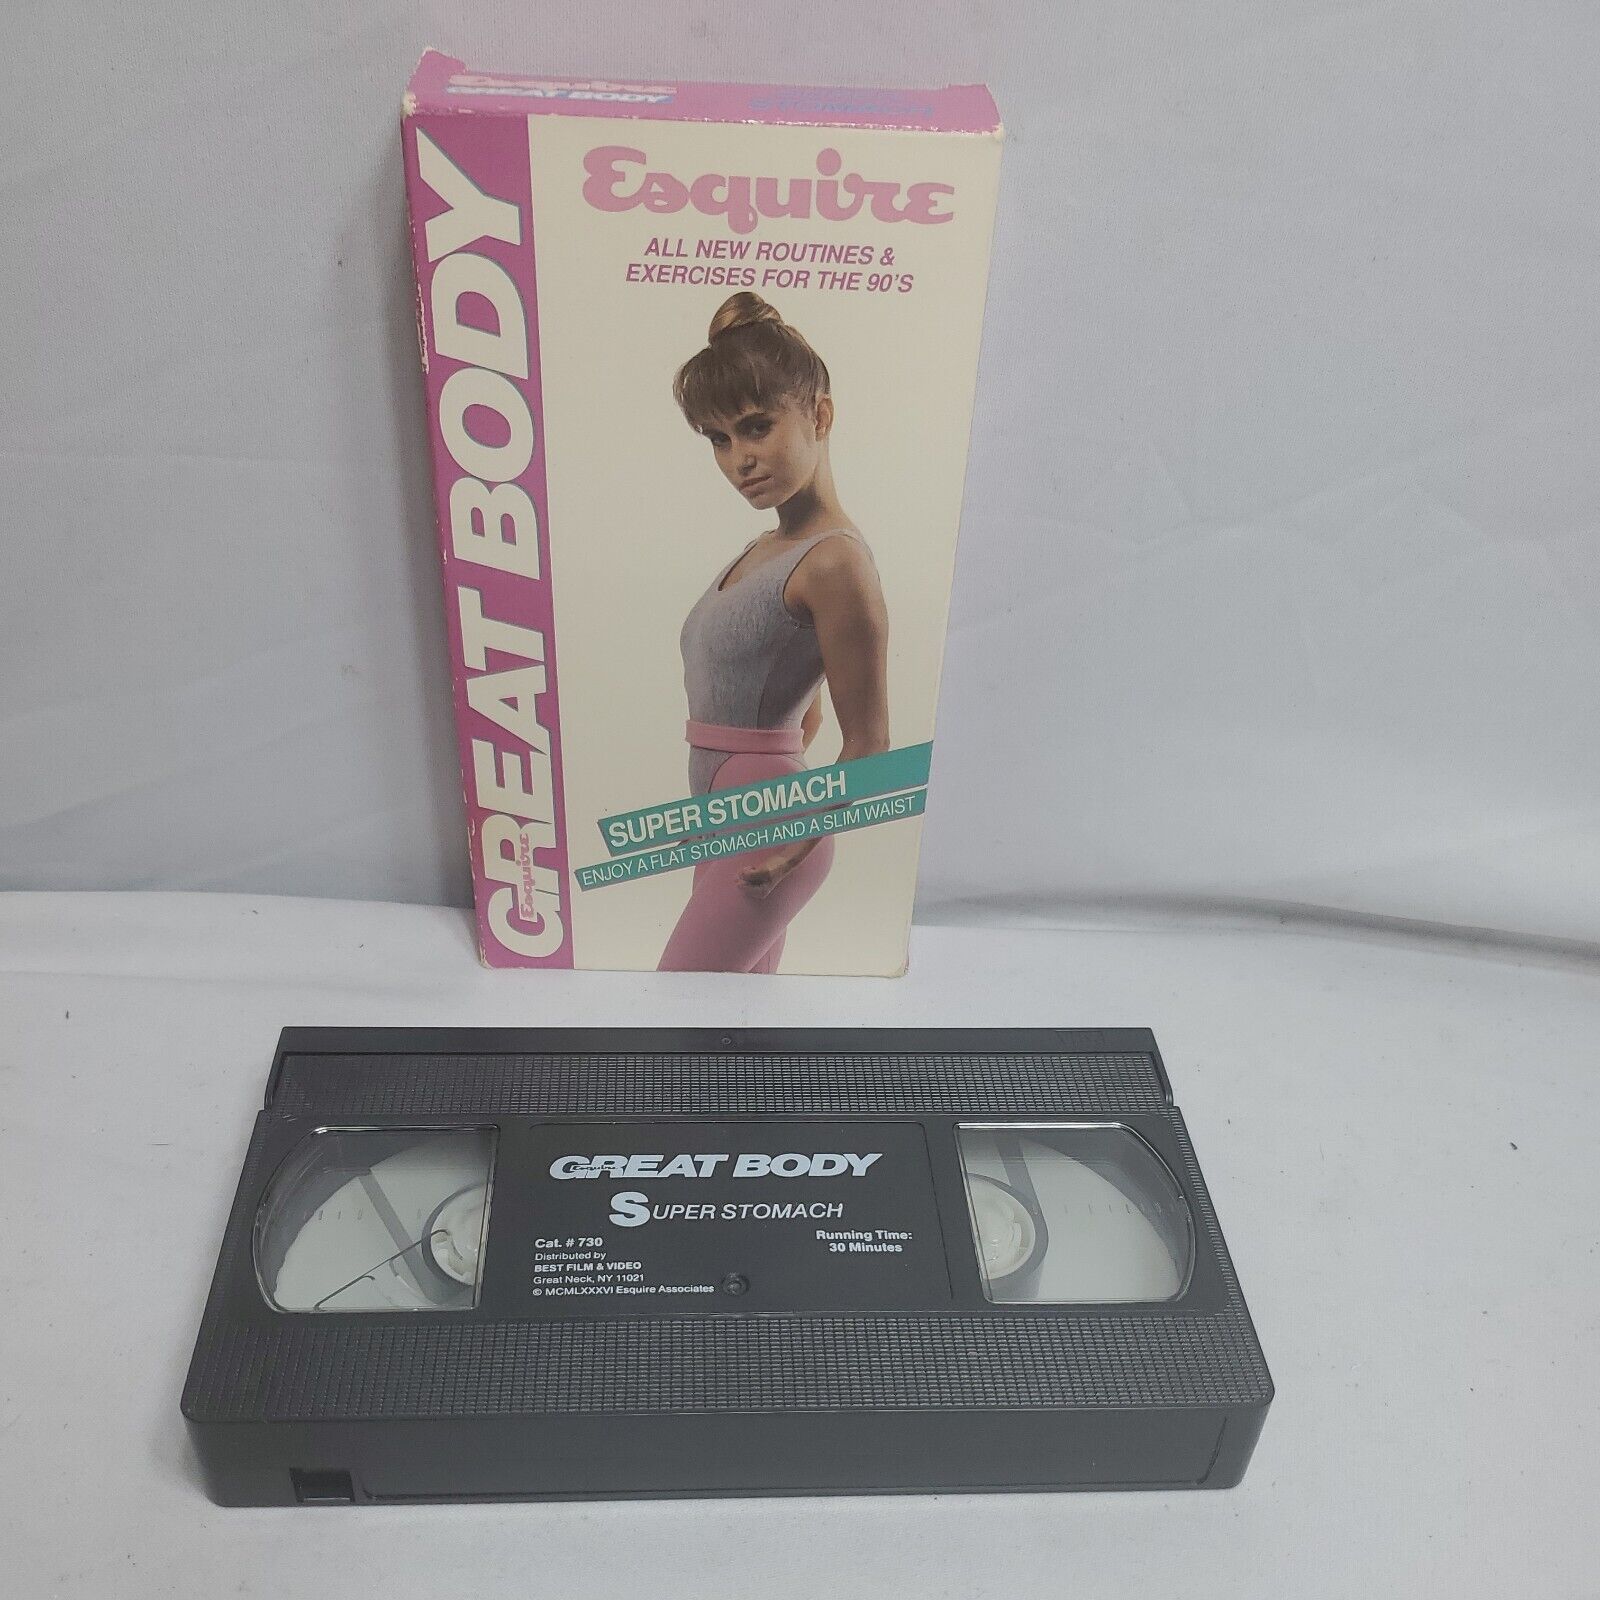 Esquire
GREAT BODY
SUPER
STOMACH
GREAT BODY
Esquire
Esquire
ALL NEW ROUTINES &
EXERCISES FOR THE 90'S
SUPER STOMACH
ENJOY A FLAT STOMACH AND A SLIM WAIST
GREAT BODY
Esquire
SUPER STOMACH
Cat. # 730
Distributed by
BEST FILM & VIDEO
Great Neck, NY 11021
© MCMLXXXVI Esquire Associates
Running Time:
30 Minutes